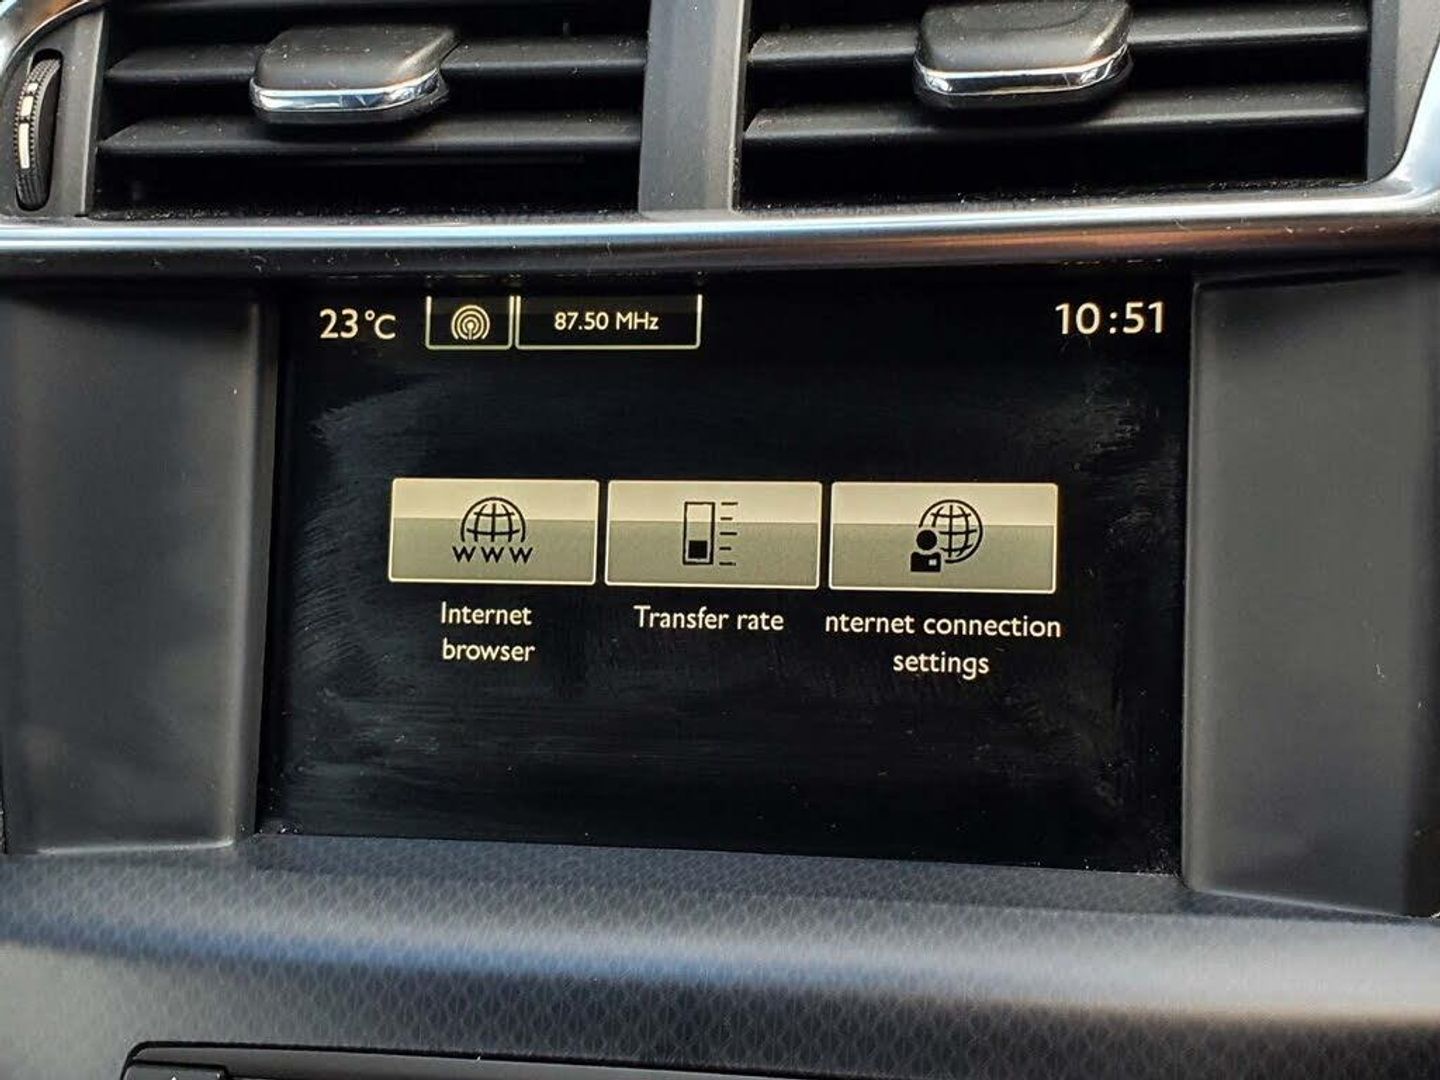 23°C 87.50 MHz 10:51
WWW
Internet
browser
Transfer rate
nternet connection
settings